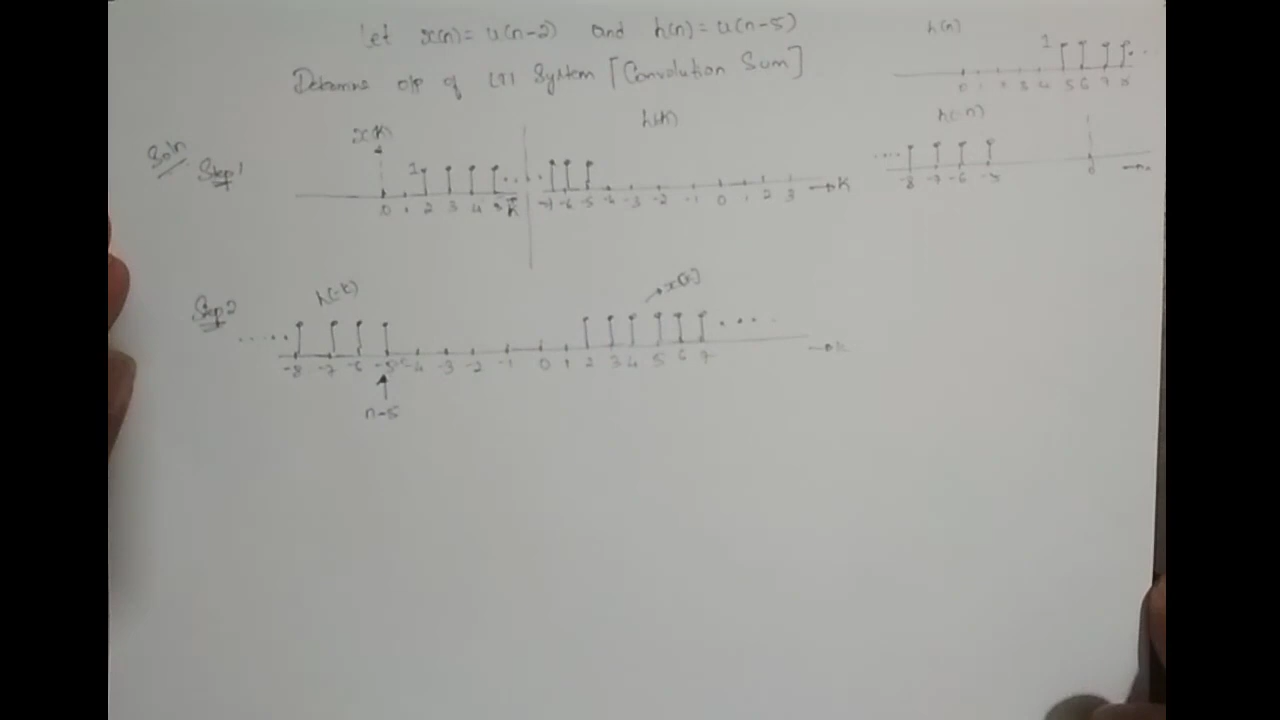 Let x(n) = u(n-2) and h(n) = u(n-5)
Determine o/p of LTI System [Convolution Sum]
h(n)
1
0 1 2 3 4 5 6 7 8 ...
h(-n)
....
-8 -7 -6 -5 0 n
Soln
Step 1
x(k)
1
0 1 2 3 4 5 k
h(-k)
-7 -6 -5 -4 -3 -2 -1 0 1 2 3 k
Step 2
h(-k)
x(k)
-8 -7 -6 -5 -4 -3 -2 -1 0 1 2 3 4 5 6 7 k
n-5